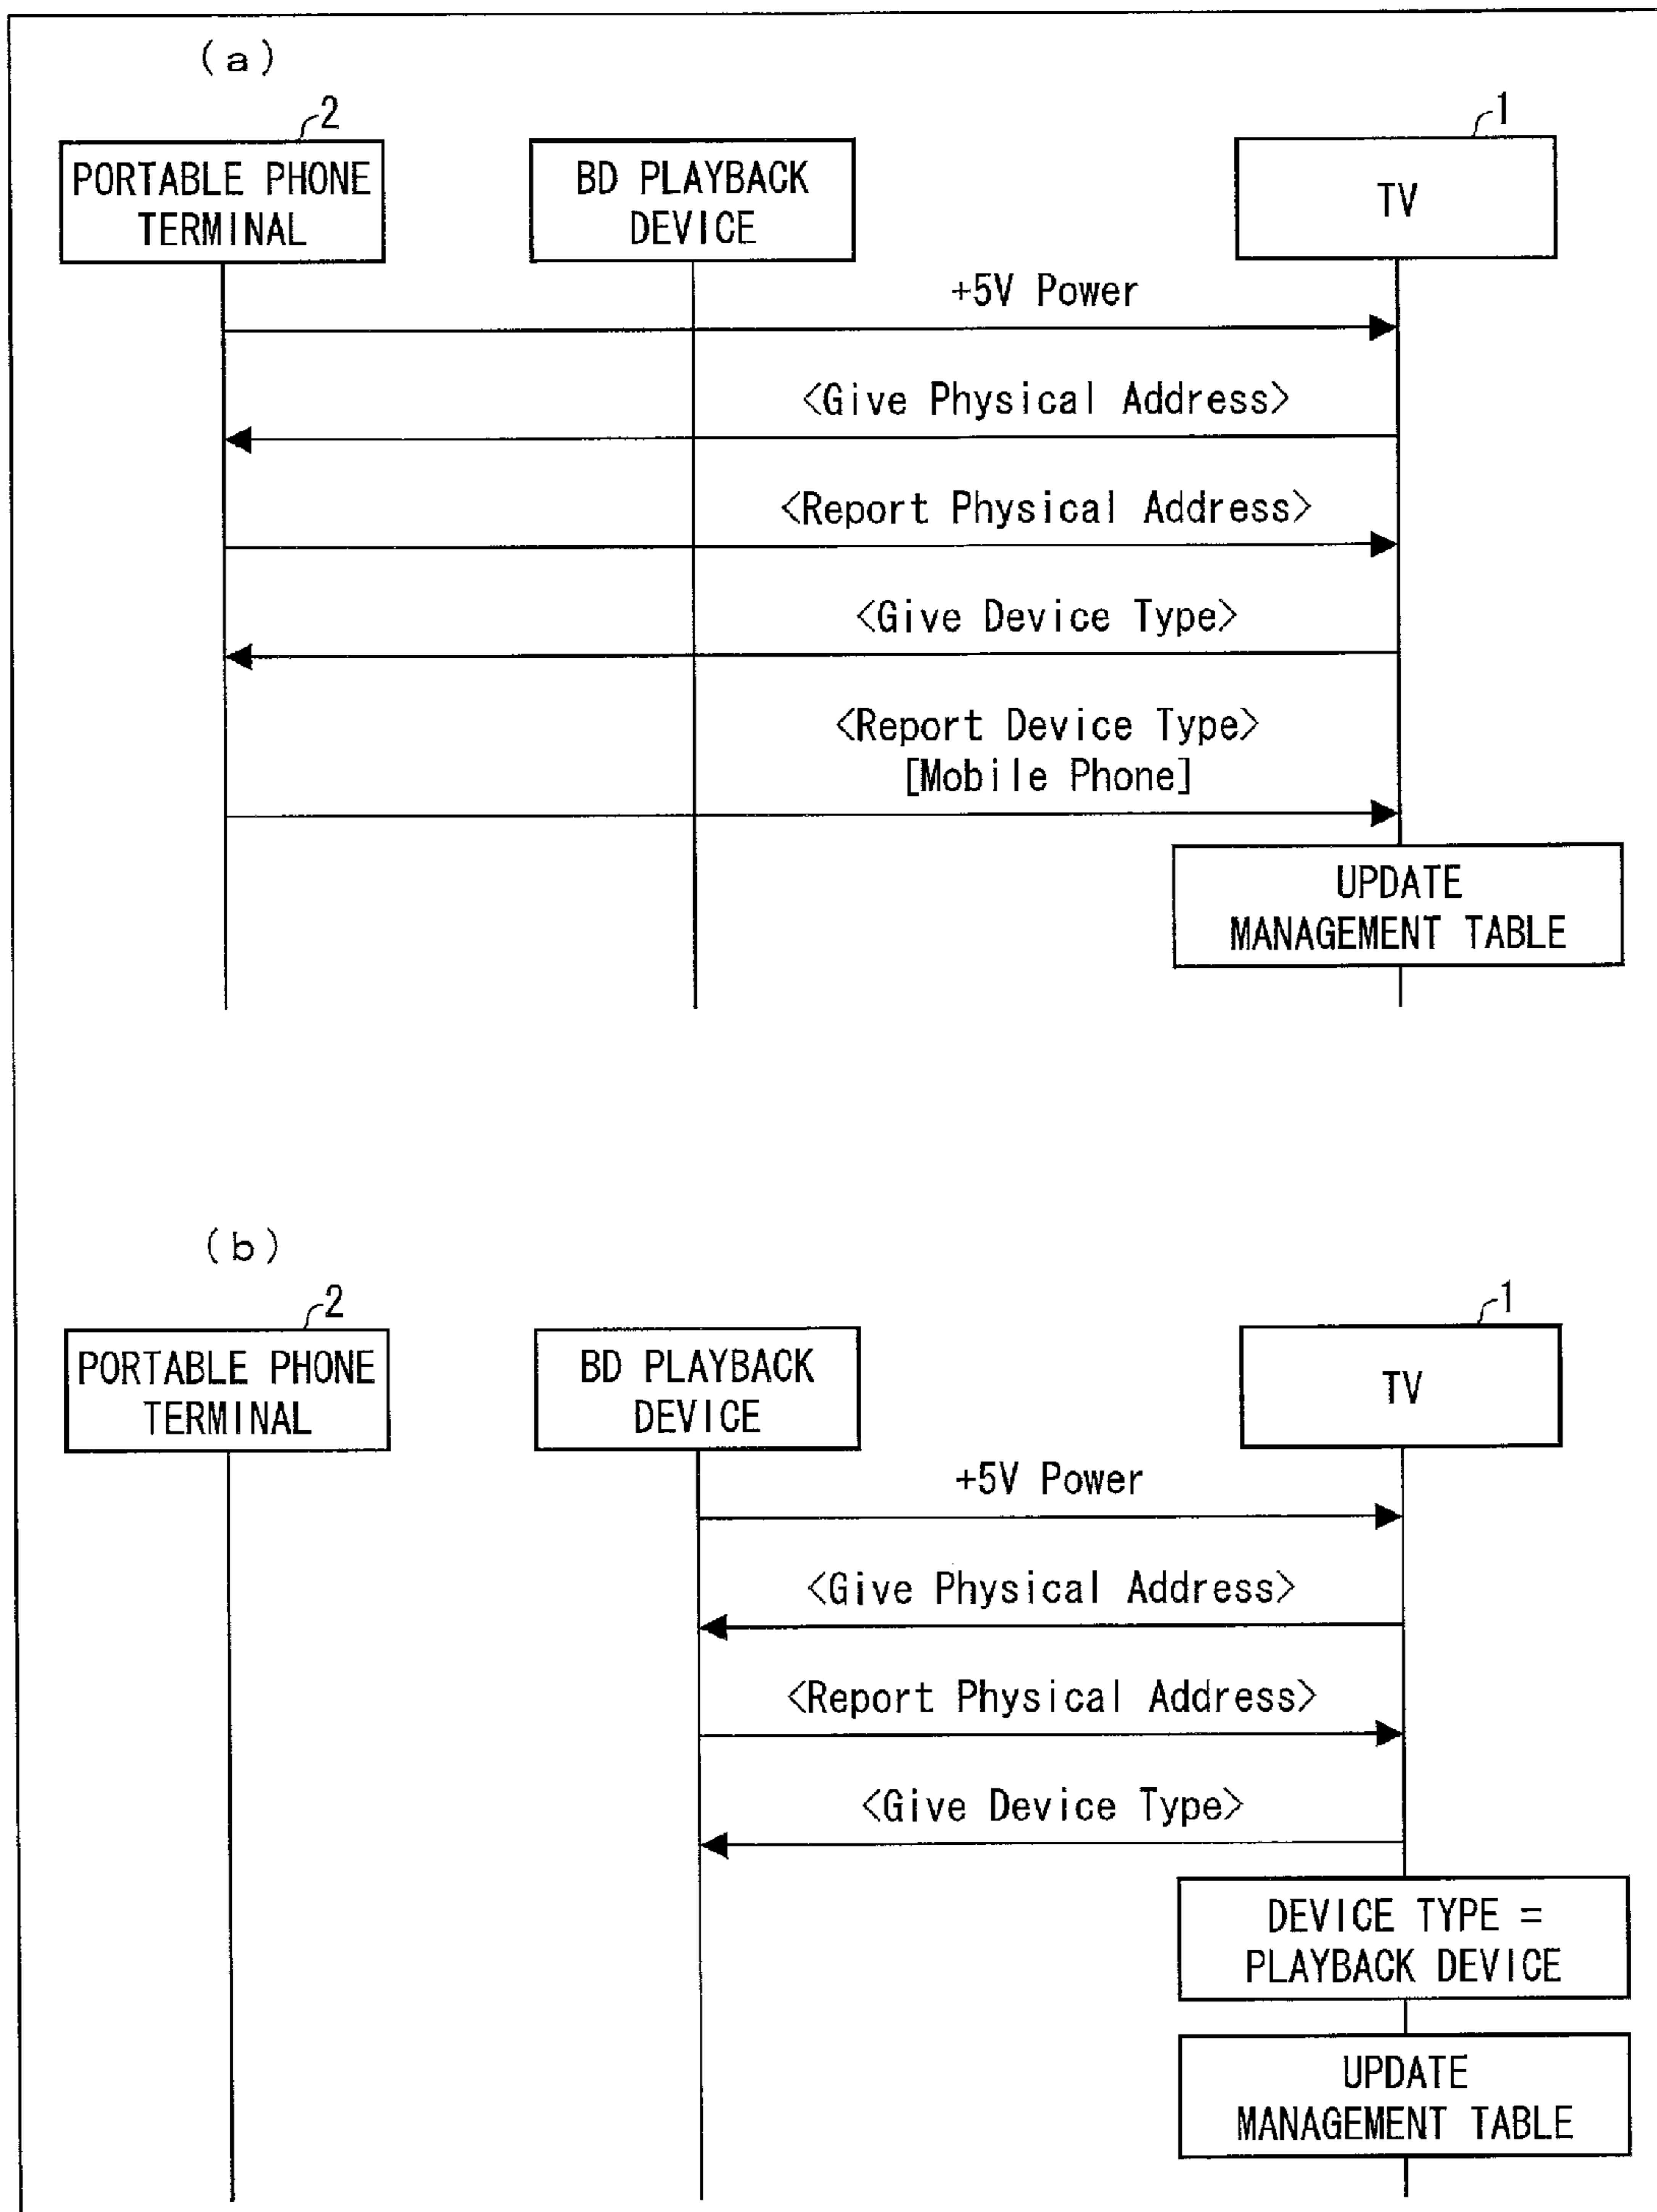 (a)
2
1
PORTABLE PHONE
TERMINAL
BD PLAYBACK
DEVICE
TV
+5V Power
<Give Physical Address>
<Report Physical Address>
<Give Device Type>
<Report Device Type>
[Mobile Phone]
UPDATE
MANAGEMENT TABLE
(b)
2
1
PORTABLE PHONE
TERMINAL
BD PLAYBACK
DEVICE
TV
+5V Power
<Give Physical Address>
<Report Physical Address>
<Give Device Type>
DEVICE TYPE =
PLAYBACK DEVICE
UPDATE
MANAGEMENT TABLE